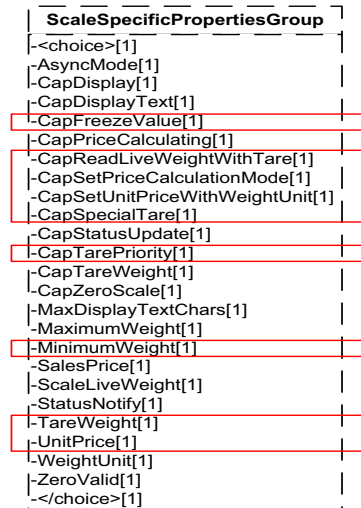 ScaleSpecificPropertiesGroup
-<choice>[1]
-AsyncMode[1]
-CapDisplay[1]
-CapDisplayText[1]
-CapFreezeValue[1]
-CapPriceCalculating[1]
-CapReadLiveWeightWithTare[1]
-CapSetPriceCalculationMode[1]
-CapSetUnitPriceWithWeightUnit[1]
-CapSpecialTare[1]
-CapStatusUpdate[1]
-CapTarePriority[1]
-CapTareWeight[1]
-CapZeroScale[1]
-MaxDisplayTextChars[1]
-MaximumWeight[1]
-MinimumWeight[1]
-SalesPrice[1]
-ScaleLiveWeight[1]
-StatusNotify[1]
-TareWeight[1]
-UnitPrice[1]
-WeightUnit[1]
-ZeroValid[1]
-</choice>[1]